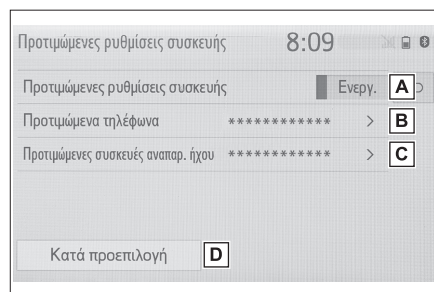 Προτιμώμενες ρυθμίσεις συσκευής 8:09
Προτιμώμενες ρυθμίσεις συσκευής Ενεργ. A
Προτιμώμενα τηλέφωνα ************ > B
Προτιμώμενες συσκευές αναπαρ. ήχου ************ > C
Κατά προεπιλογή D